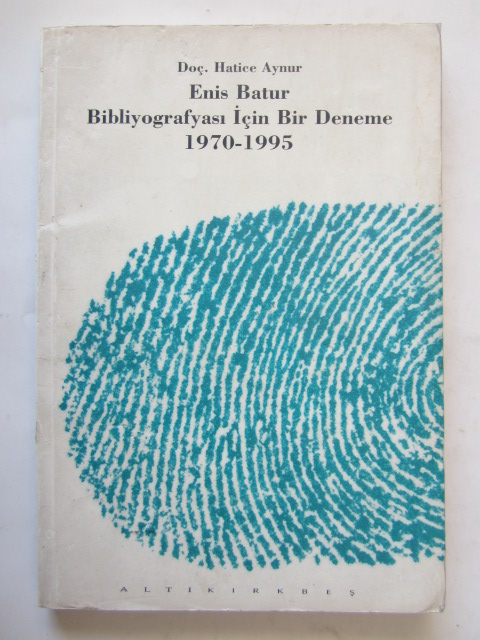 Doç. Hatice Aynur
Enis Batur
Bibliyografyası İçin Bir Deneme
1970-1995
ALTIKIRKBEŞ